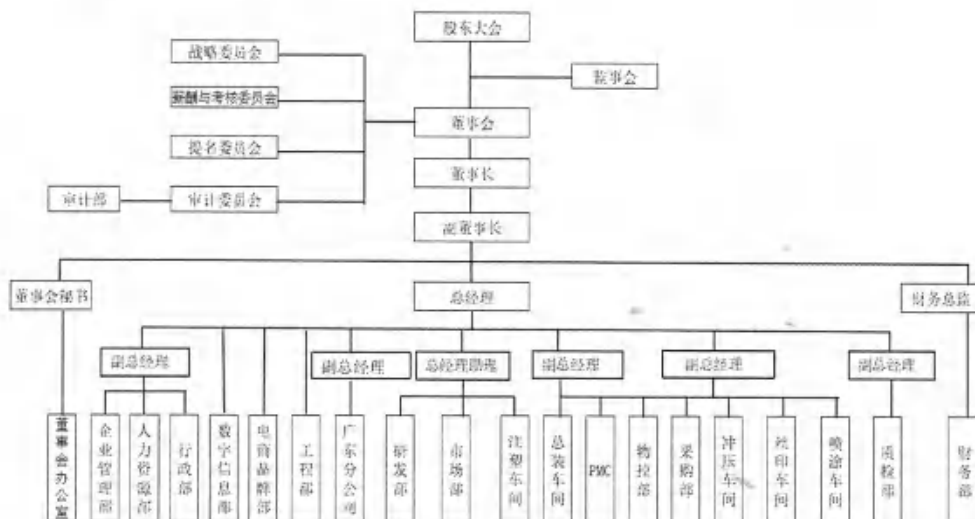 股东大会
战略委员会
监事会
薪酬与考核委员会
董事会
提名委员会
董事长
审计部
审计委员会
副董事长
董事会秘书
总经理
财务总监
副总经理
副总经理
总经理助理
副总经理
副总经理
副总经理
董事会办公室
企业管理部
人力资源部
行政部
数字信息部
电商品牌部
工程部
广东分公司
研发部
市场部
注塑车间
总装车间
PMC
物控部
采购部
冲压车间
丝印车间
喷涂车间
质检部
财务部